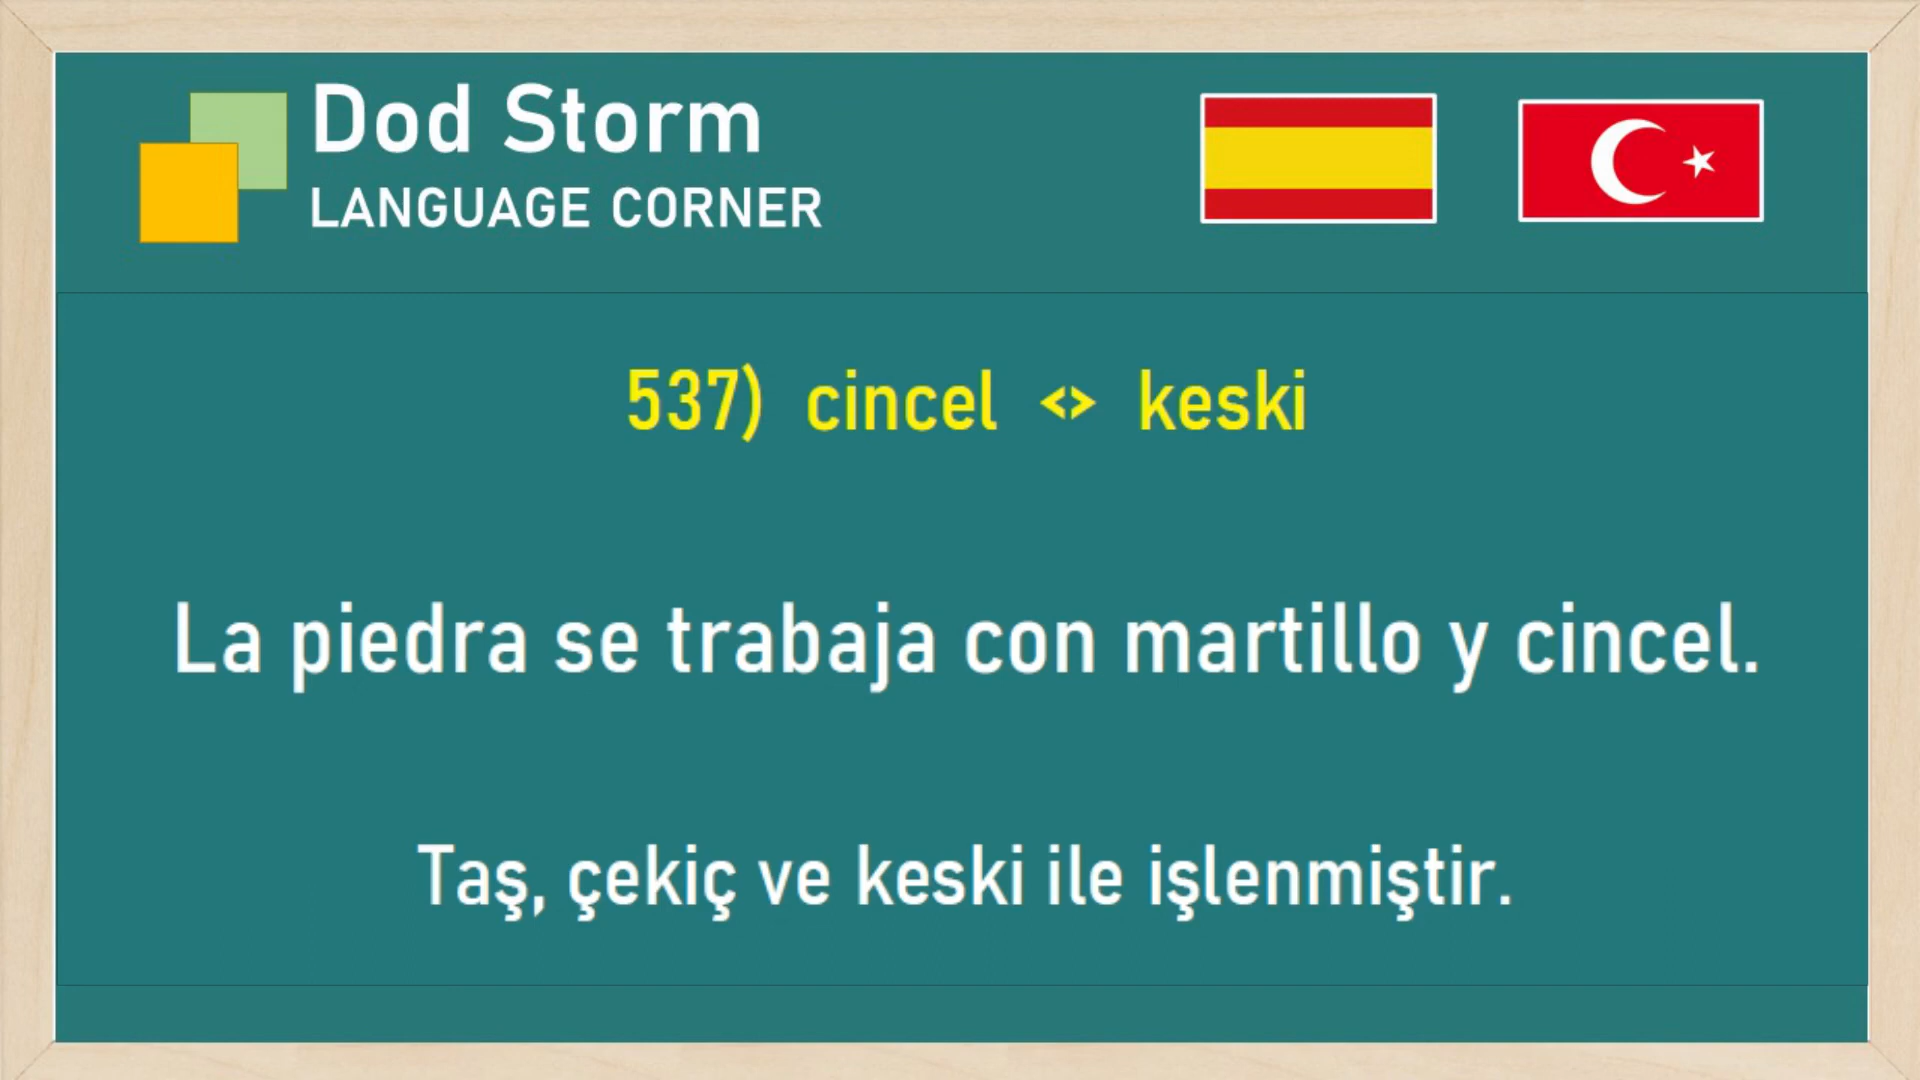 Dod Storm
LANGUAGE CORNER
537) cincel <> keski
La piedra se trabaja con martillo y cincel.
Taş, çekiç ve keski ile işlenmiştir.